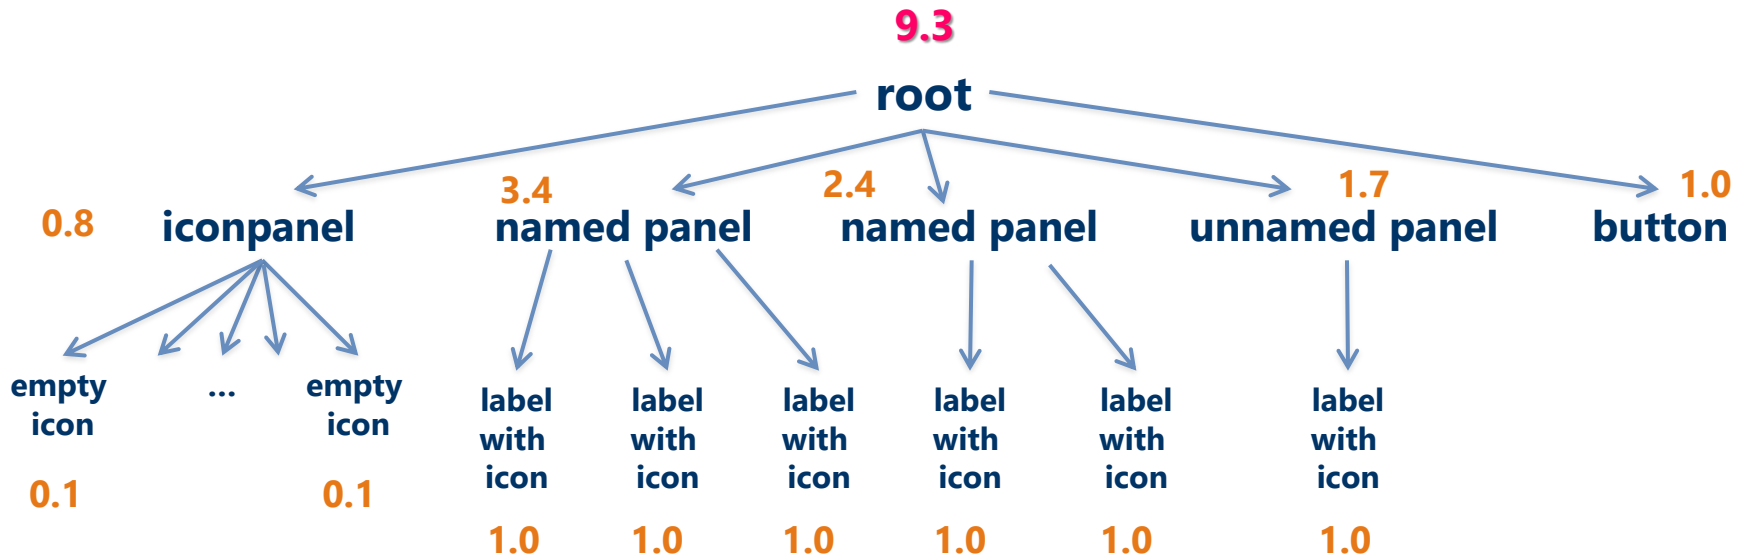 9.3
root
0.8
iconpanel
3.4
named panel
2.4
named panel
1.7
unnamed panel
1.0
button
empty
icon
0.1
...
empty
icon
0.1
label
with
icon
1.0
label
with
icon
1.0
label
with
icon
1.0
label
with
icon
1.0
label
with
icon
1.0
label
with
icon
1.0